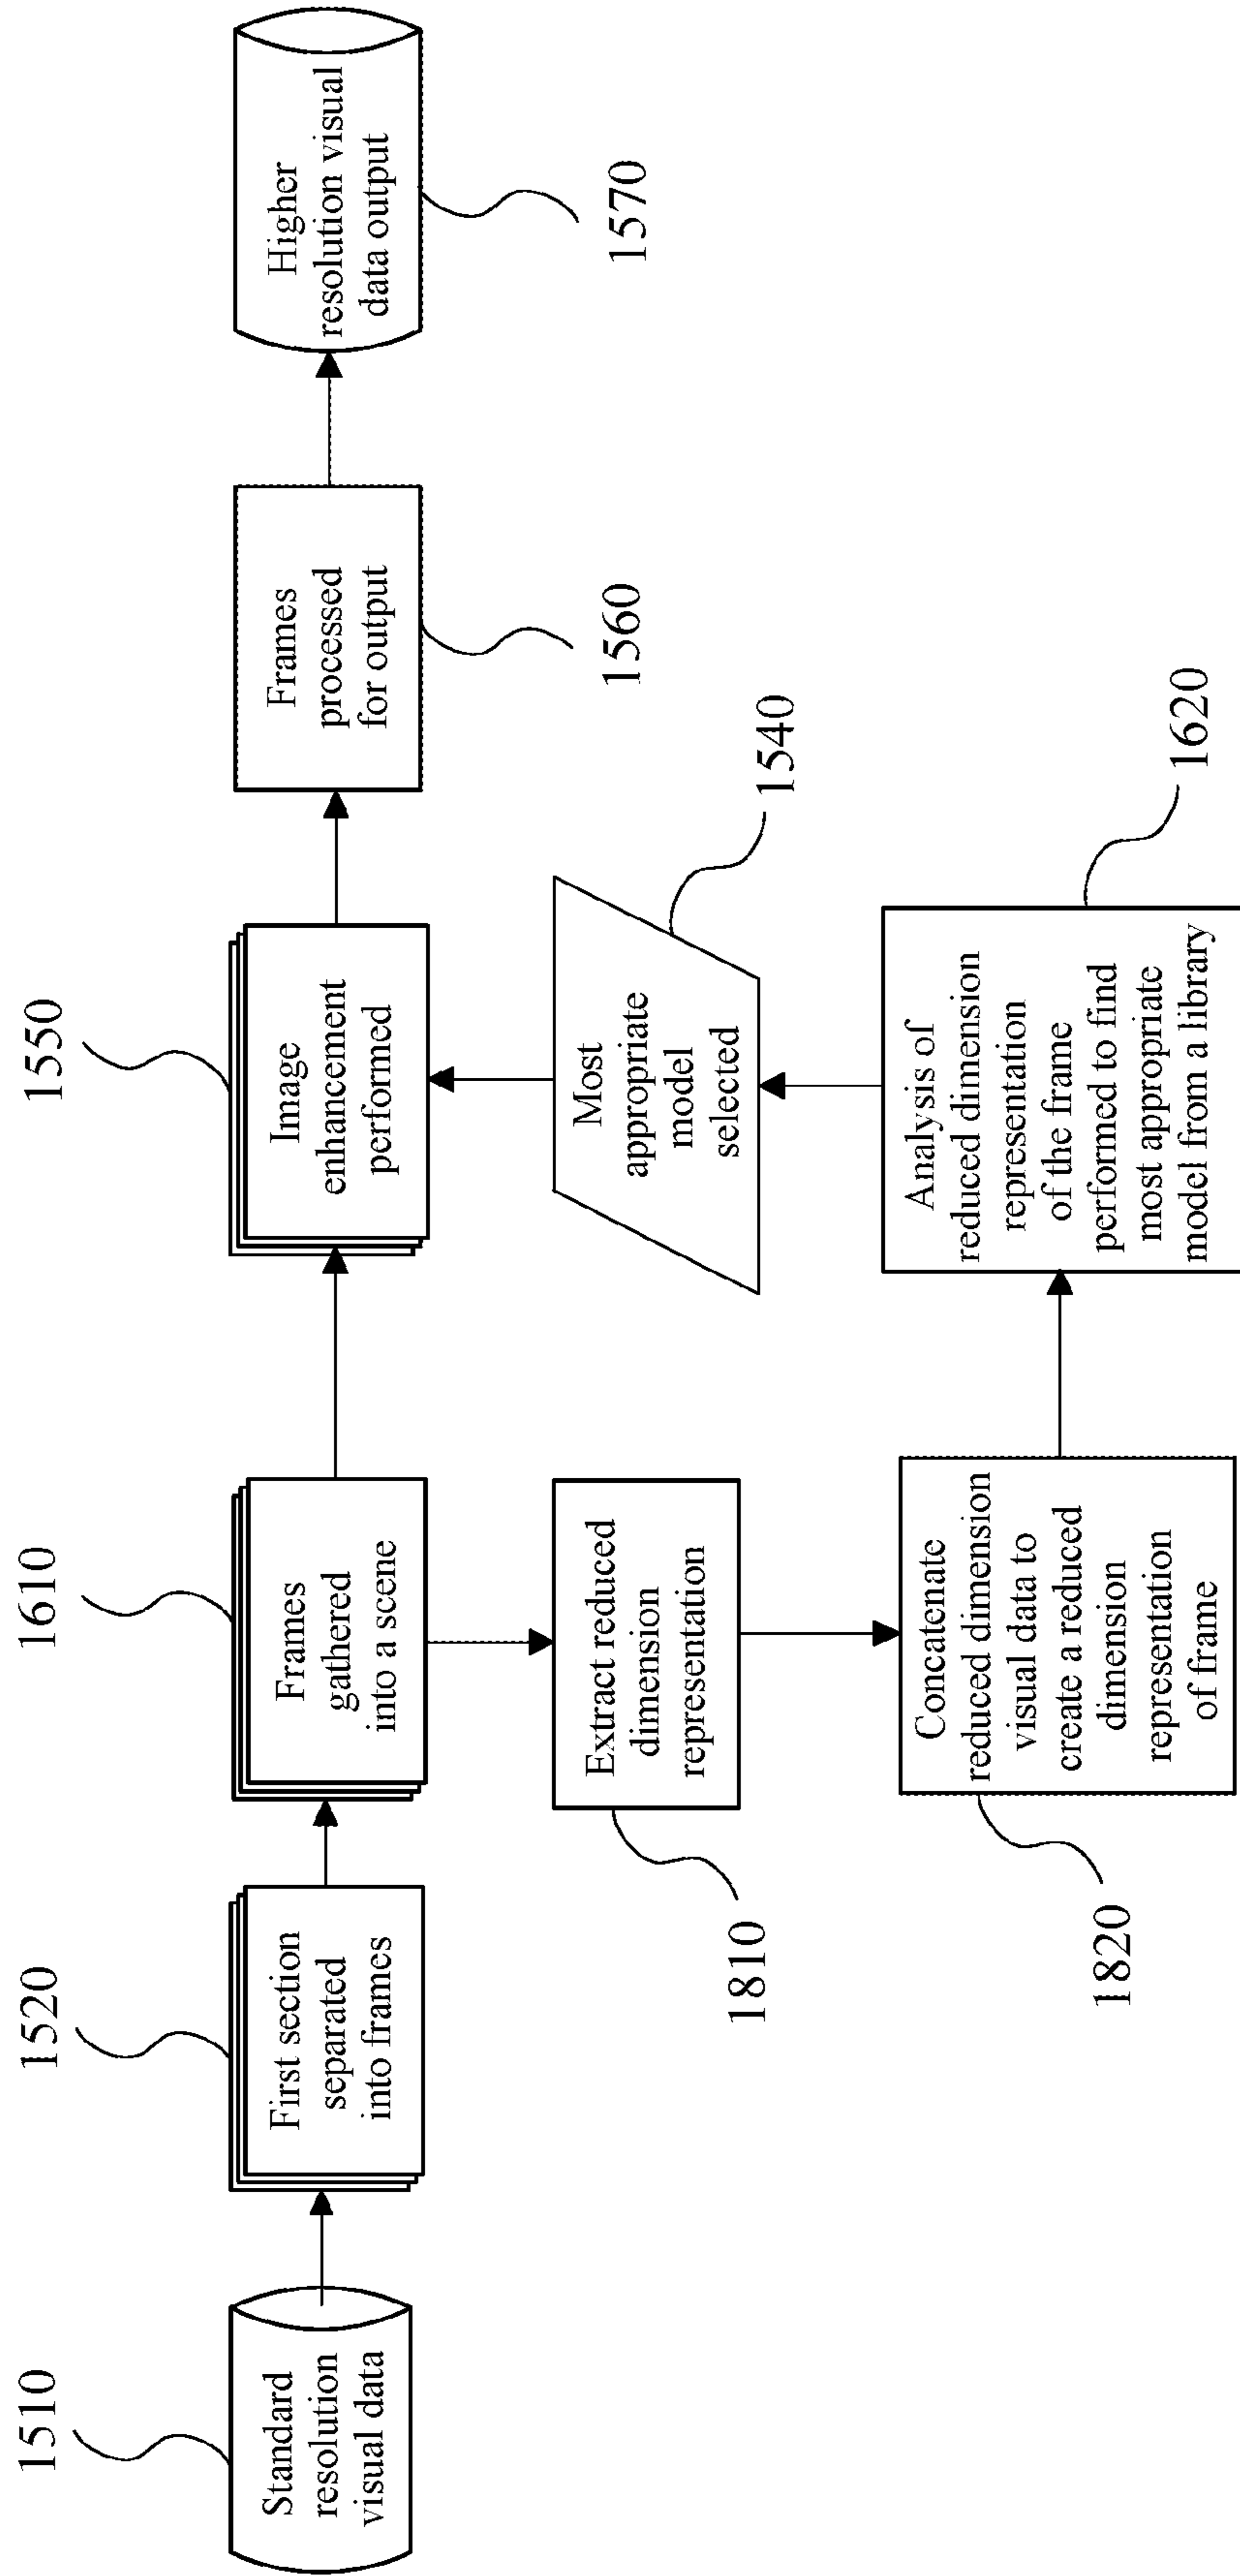 1510
Standard
resolution
visual data
1520
First section
separated
into frames
1610
Frames
gathered
into a scene
1550
Image
enhancement
performed
Frames
processed
for output
1560
Higher
resolution visual
data output
1570
Extract reduced
dimension
representation
1810
Most
appropriate
model
selected
1540
Concatenate
reduced dimension
visual data to
create a reduced
dimension
representation
of frame
1820
Analysis of
reduced dimension
representation
of the frame
performed to find
most appropriate
model from a library
1620